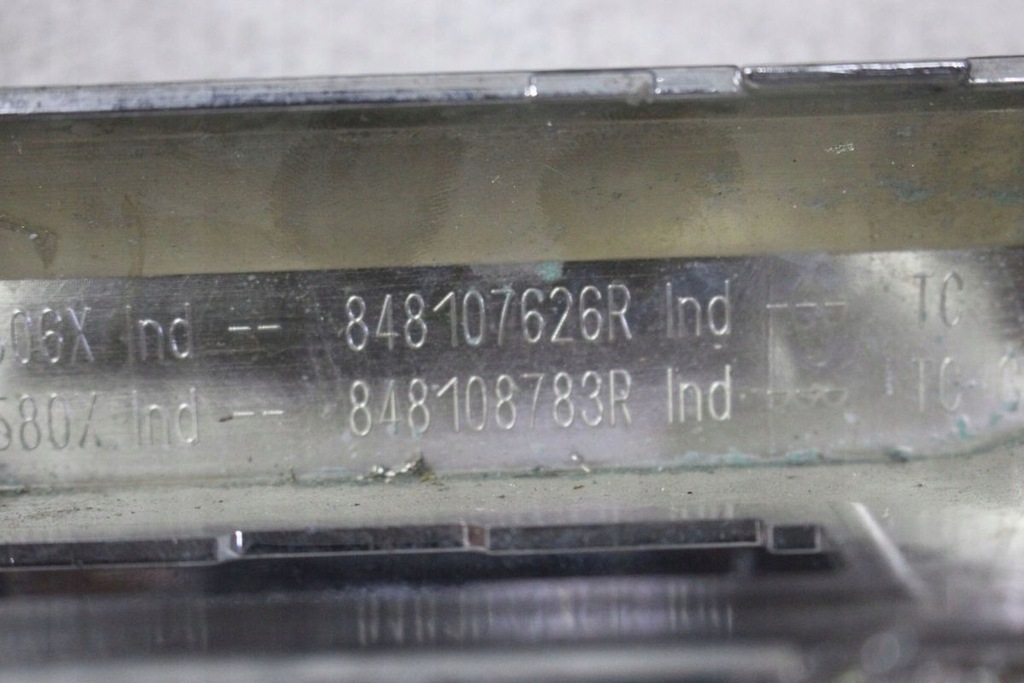 06X Ind -- 848107626R Ind --- TC
580X Ind -- 848108783R Ind TC